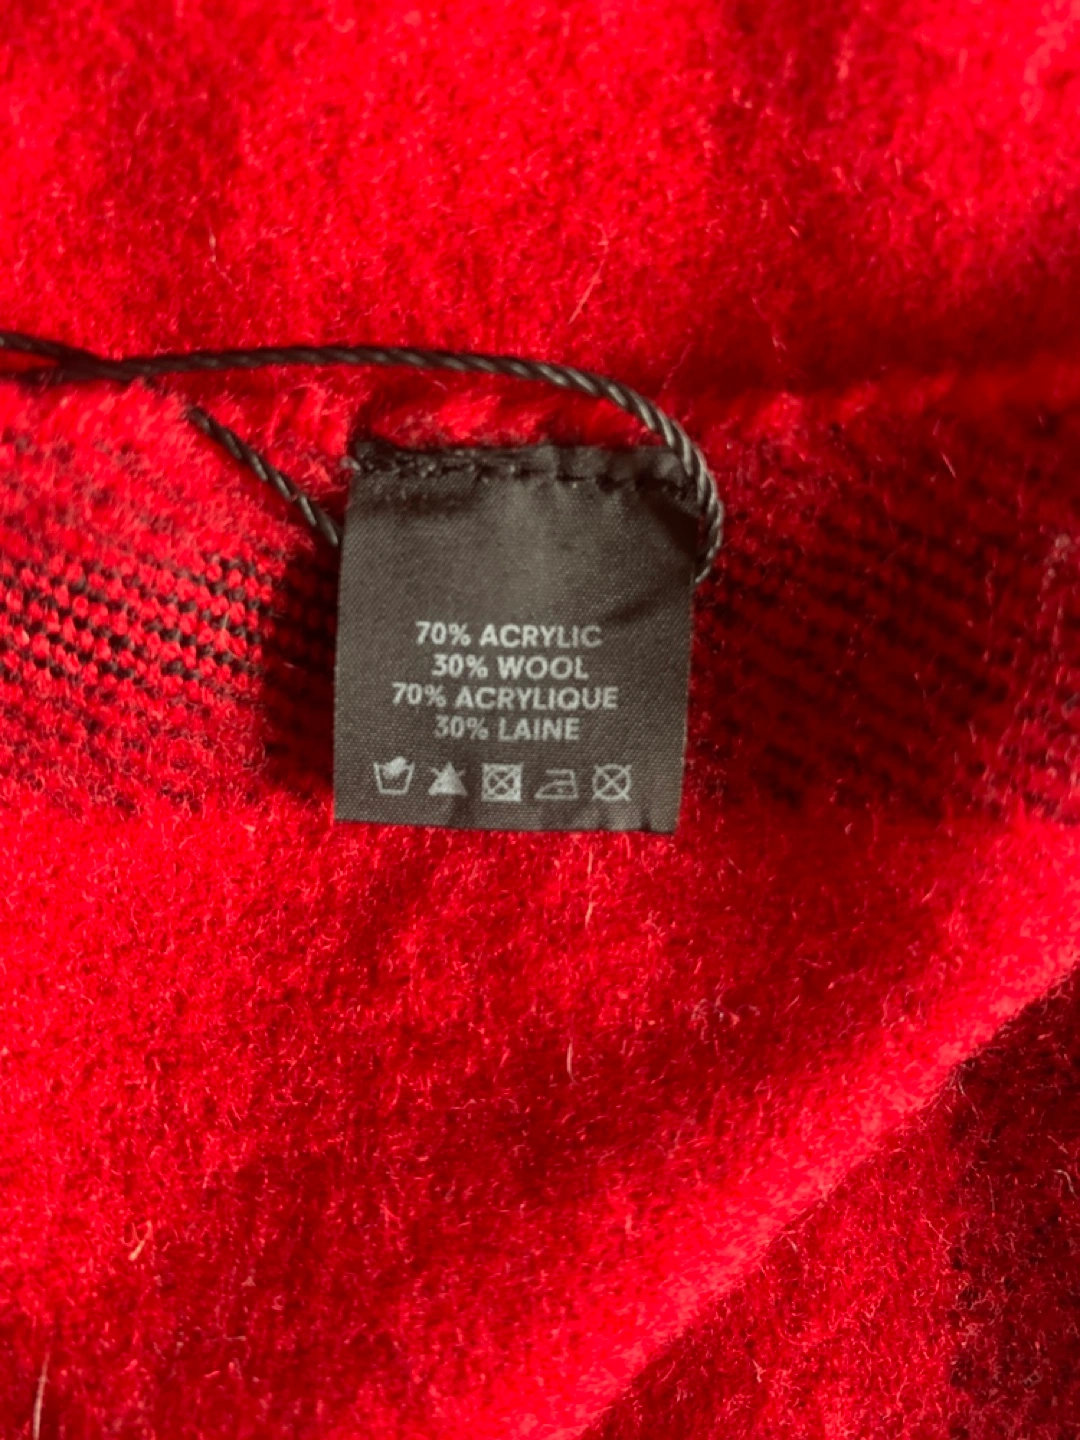 70% ACRYLIC
30% WOOL
70% ACRYLIQUE
30% LAINE